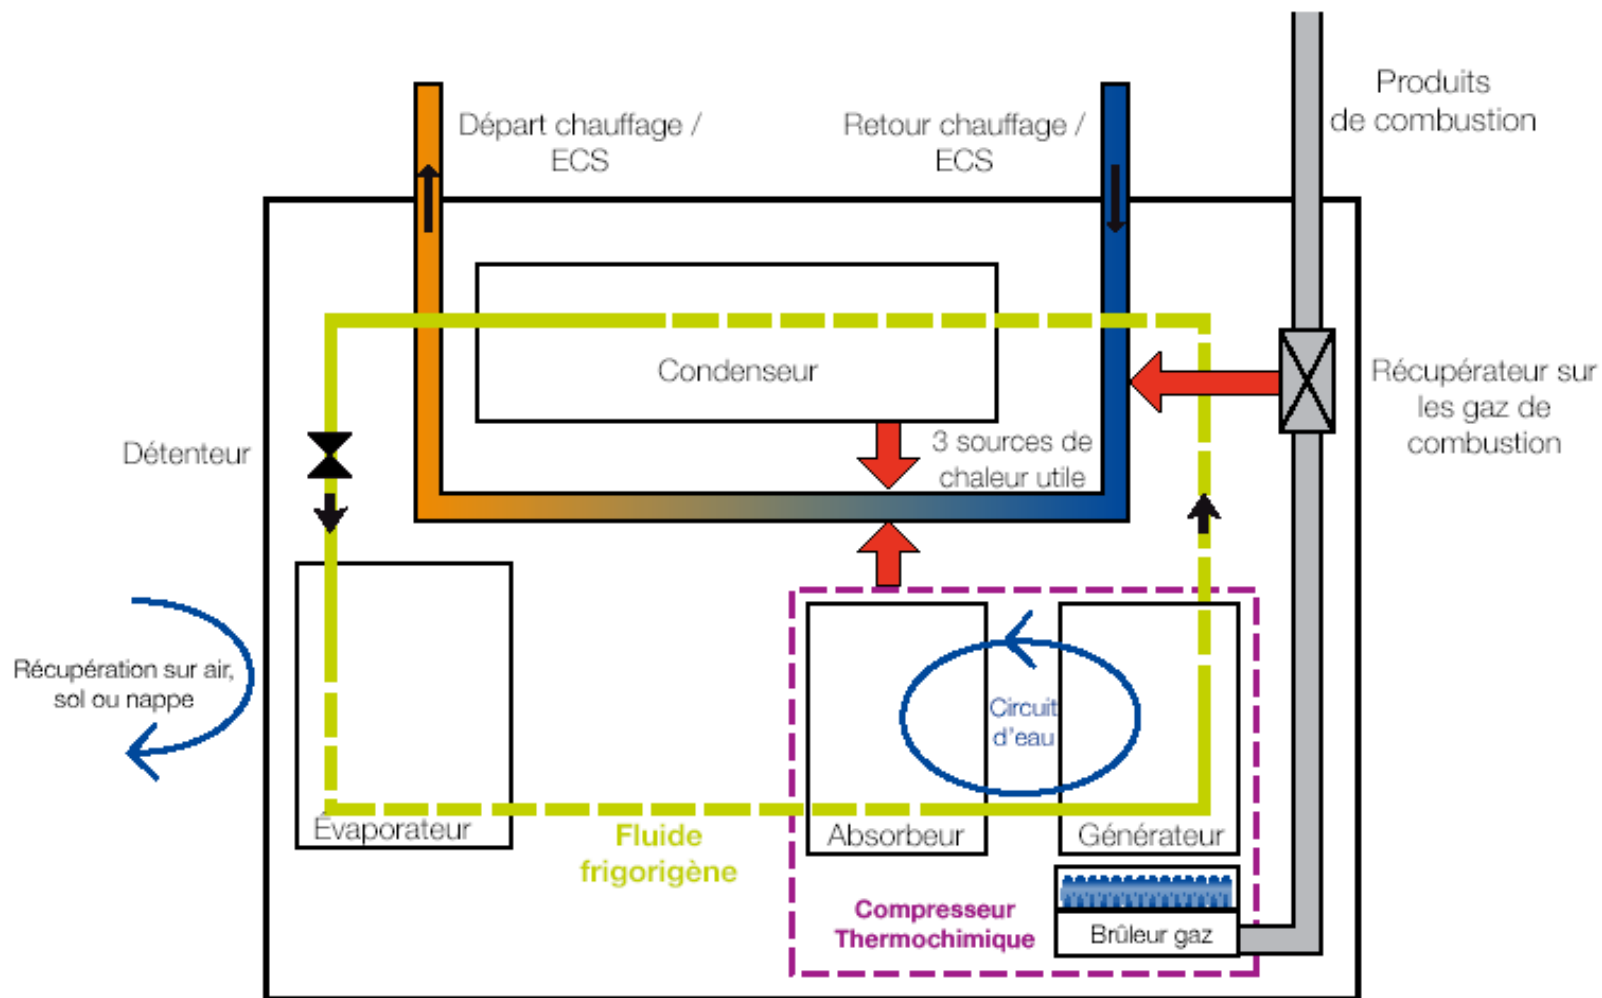 Produits
de combustion
Départ chauffage /
ECS
Retour chauffage /
ECS
Condenseur
Récupérateur sur
les gaz de
combustion
Détenteur
3 sources de
chaleur utile
Récupération sur air,
sol ou nappe
Circuit
d'eau
Évaporateur
Fluide
frigorigène
Absorbeur
Générateur
Compresseur
Thermochimique
Brûleur gaz